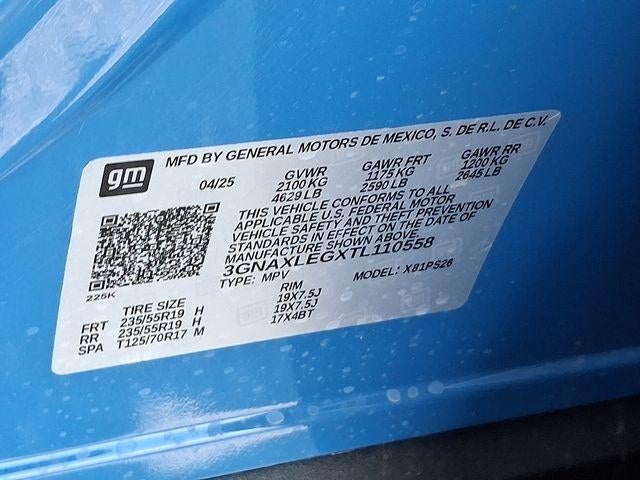 gm
MFD BY GENERAL MOTORS DE MEXICO, S. DE R.L. DE C.V.
04/25 GVWR GAWR FRT GAWR RR
2100 KG 1175 KG 1200 KG
4629 LB 2590 LB 2645 LB
THIS VEHICLE CONFORMS TO ALL
APPLICABLE U.S. FEDERAL MOTOR
VEHICLE SAFETY AND THEFT PREVENTION
STANDARDS IN EFFECT ON THE DATE OF
MANUFACTURE SHOWN ABOVE.
3GNAXLEGXTL110558
TYPE: MPV MODEL: X81PS26
225K
TIRE SIZE RIM
FRT 235/55R19 H 19X7.5J
RR 235/55R19 H 19X7.5J
SPA T125/70R17 M 17X4BT